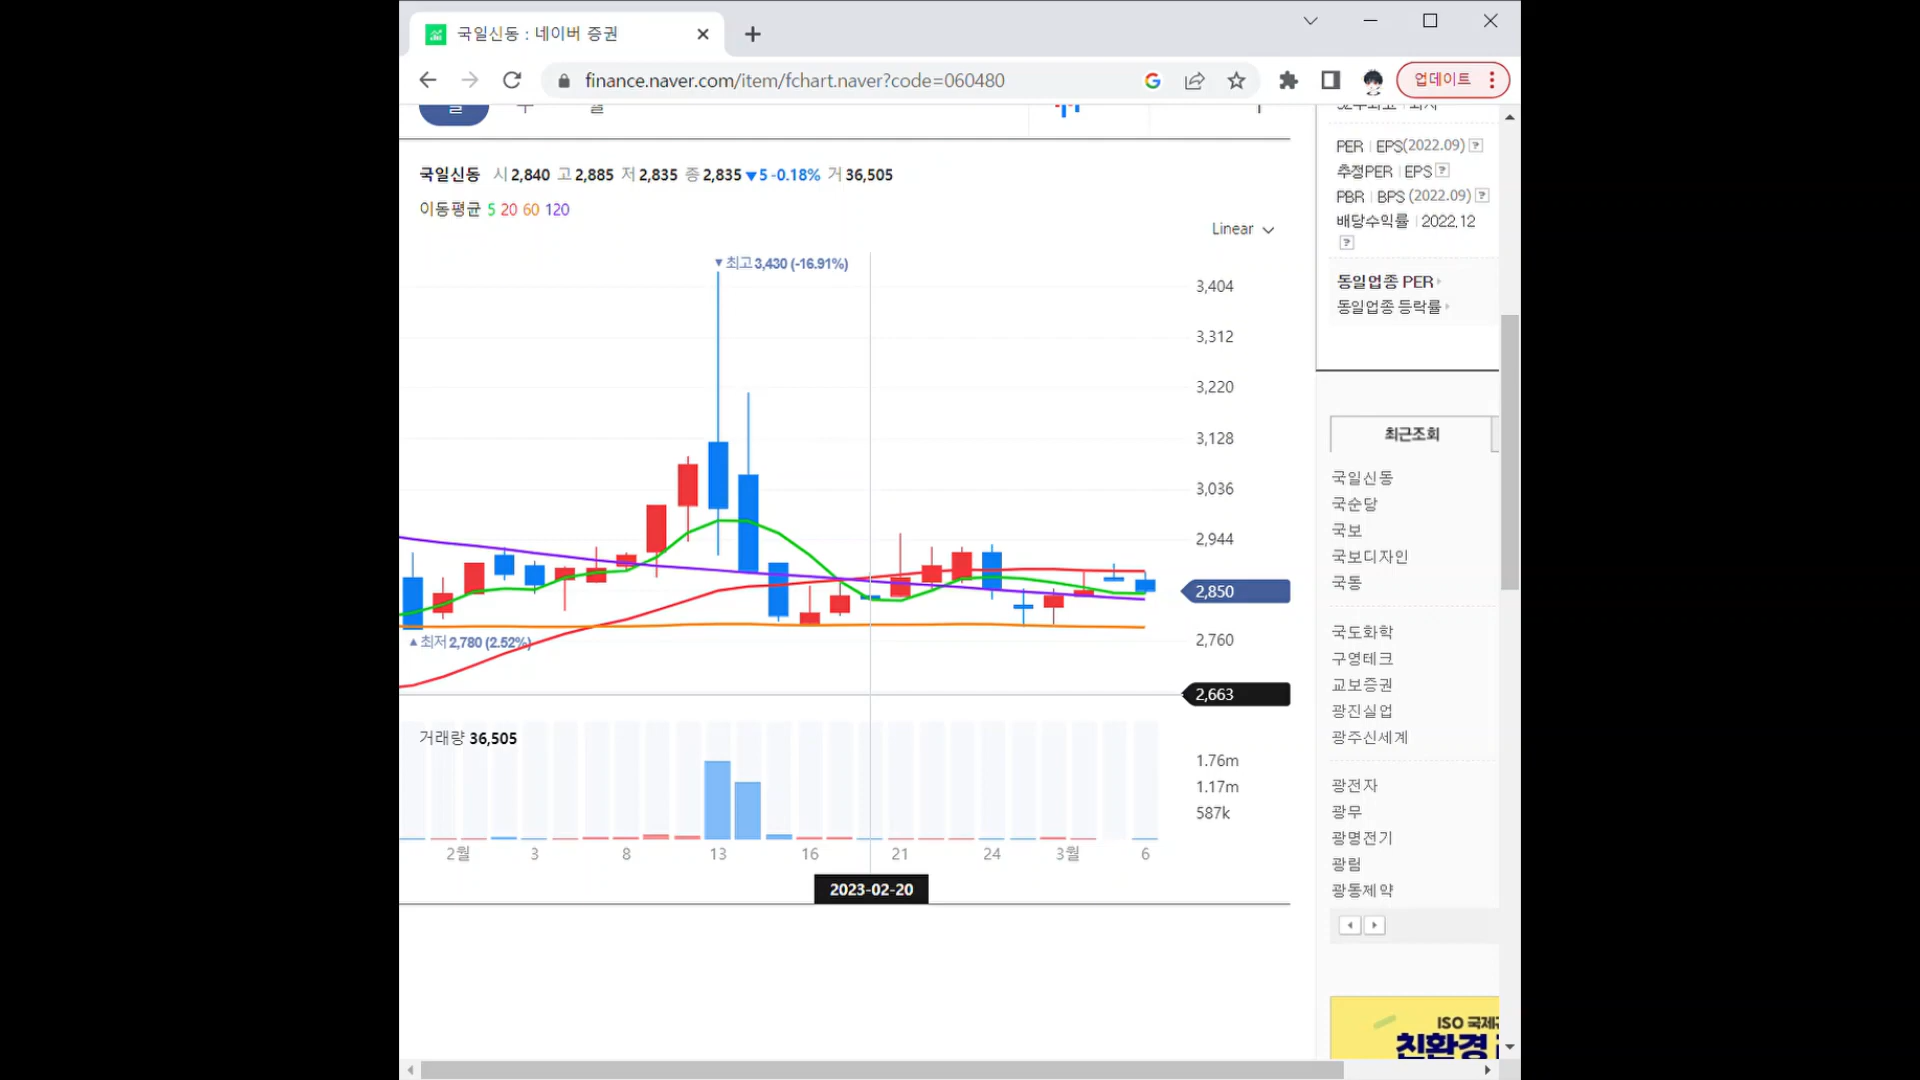 국일신동 : 네이버 증권
finance.naver.com/item/fchart.naver?code=060480
업데이트
국일신동 시 2,840 고 2,885 저 2,835 종 2,835 ▼5 -0.18% 거 36,505
이동평균 5 20 60 120
Linear
▼최고 3,430 (-16.91%)
3,404
3,312
3,220
3,128
3,036
2,944
2,850
2,760
▲최저 2,780 (2.52%)
2,663
거래량 36,505
1.76m
1.17m
587k
2월 3 8 13 16 21 24 3월 6
2023-02-20
PER | EPS(2022.09) ?
추정PER | EPS ?
PBR | BPS (2022.09) ?
배당수익률 | 2022.12
?
동일업종 PER
동일업종 등락률
최근조회
국일신동
국순당
국보
국보디자인
국동
국도화학
구영테크
교보증권
광진실업
광주신세계
광전자
광무
광명전기
광림
광동제약
ISO 국제
친환경